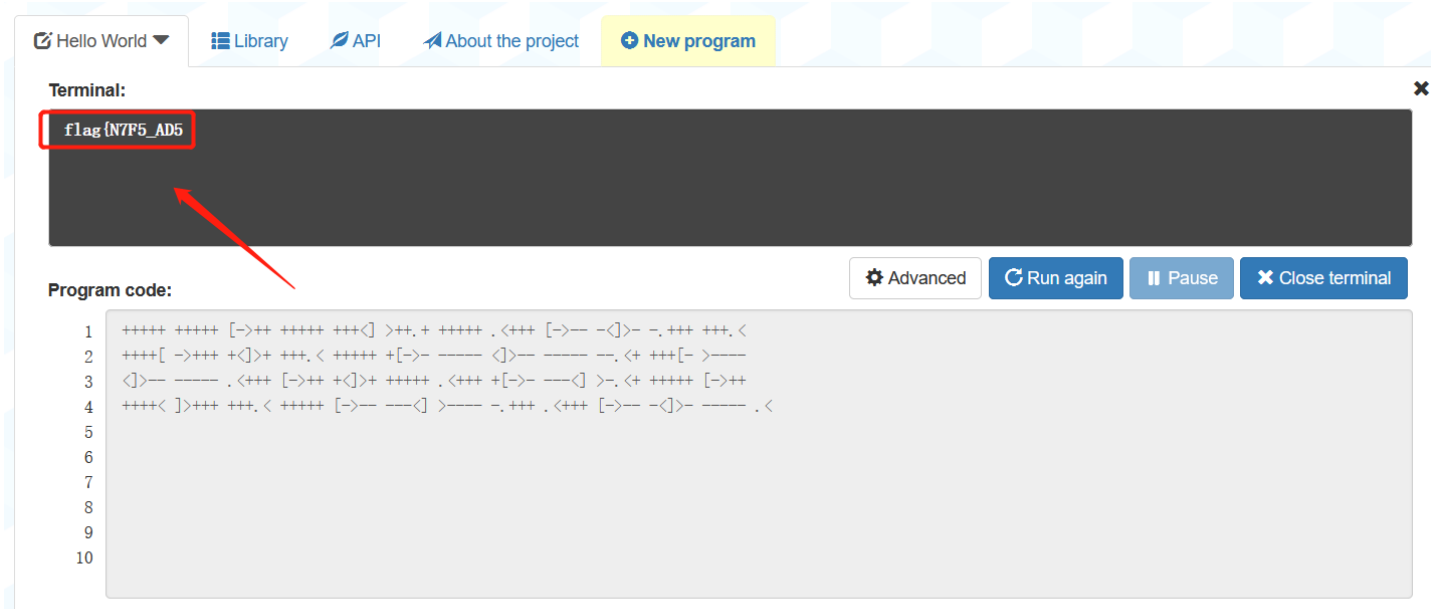 Hello World Library API About the project New program
Terminal:
flag{N7F5_AD5
Advanced Run again Pause Close terminal
Program code:
1 +++++ +++++ [->++ +++++ +++<] >++.+ +++++ .<+++ [->-- -<]>- -.+++ +++.<
2 ++++[ ->+++ +<]>+ +++.< +++++ +[->- ----- <]>-- ----- --.<+ +++[- >----
3 <]>-- ----- .<+++ [->++ +<]>+ +++++ .<+++ +[->- ---<] >-.<+ +++++ [->++
4 ++++< ]>+++ +++.< +++++ [->-- ---<] >---- -.+++ .<+++ [->-- -<]>- ----- .<
5
6
7
8
9
10